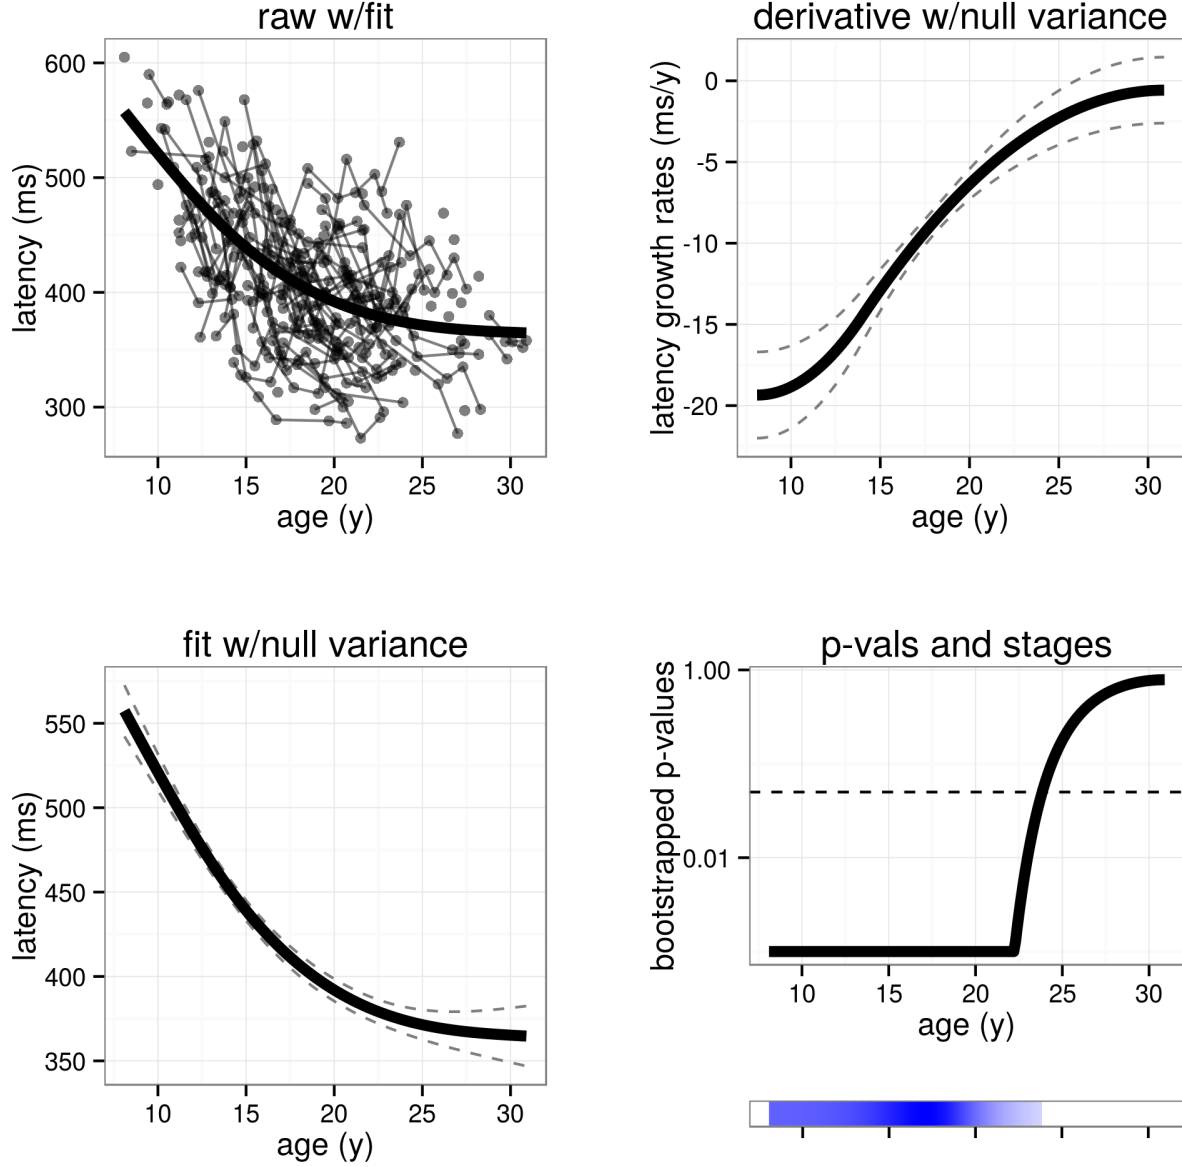 raw w/fit
600
500
400
300
latency (ms)
10 15 20 25 30
age (y)
derivative w/null variance
0
-5
-10
-15
-20
latency growth rates (ms/y)
10 15 20 25 30
age (y)
fit w/null variance
550
500
450
400
350
latency (ms)
10 15 20 25 30
age (y)
p-vals and stages
1.00
0.01
bootstrapped p-values
10 15 20 25 30
age (y)